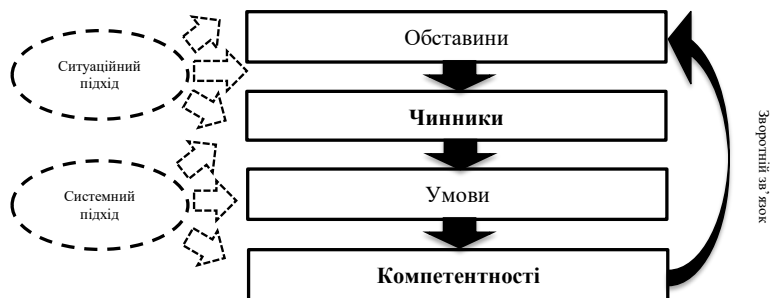 Обставини
Ситуаційний
підхід
Чинники
Системний
підхід
Умови
Компетентності
Зворотній зв’язок